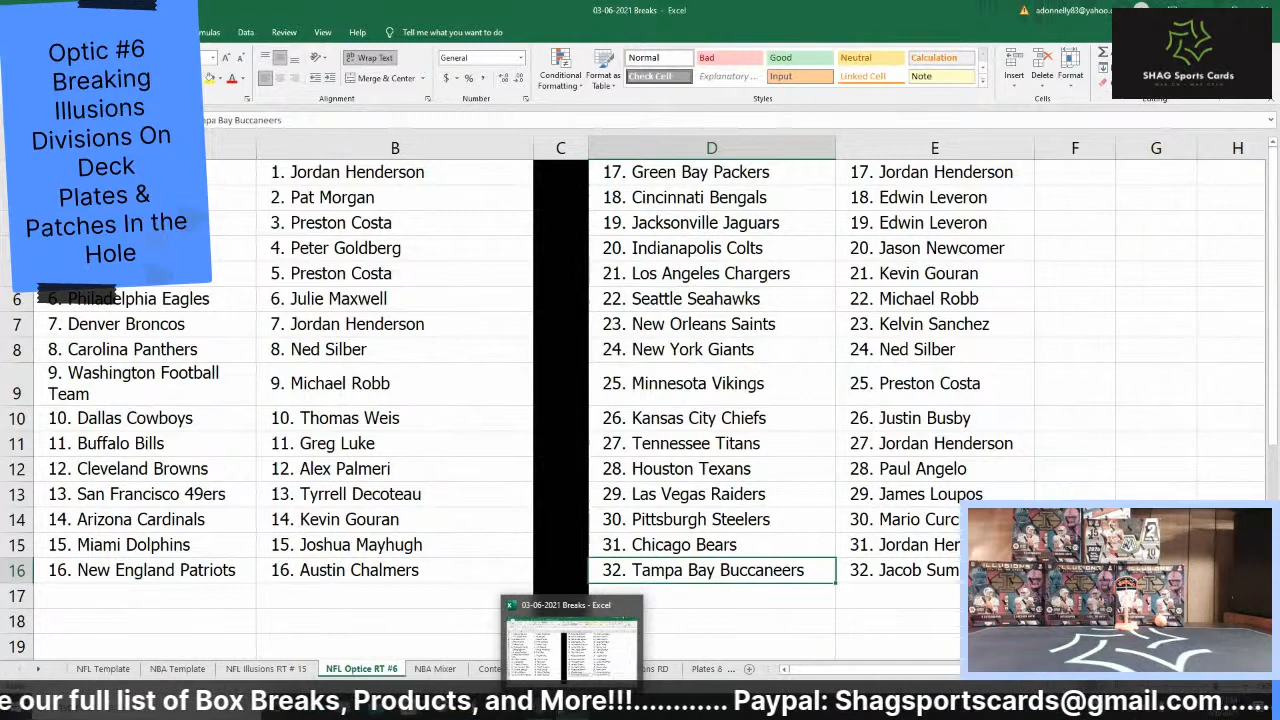 03-06-2021 Breaks - Excel
adonnelly83@yahoo.c
Optic #6
Breaking
Illusions
Divisions On
Deck
Plates &
Patches In the
Hole
SHAG Sports Cards
Data Review View Help Tell me what you want to do
Wrap Text
Merge & Center
General
Conditional
Formatting
Format as
Table
Normal Bad Good Neutral Calculation
Check Cell Explanatory ... Input Linked Cell Note
Insert Delete Format
Alignment Number Styles Cells
pa Bay Buccaneers
B C D E F G H
1. Jordan Henderson 17. Green Bay Packers 17. Jordan Henderson
2. Pat Morgan 18. Cincinnati Bengals 18. Edwin Leveron
3. Preston Costa 19. Jacksonville Jaguars 19. Edwin Leveron
4. Peter Goldberg 20. Indianapolis Colts 20. Jason Newcomer
5. Preston Costa 21. Los Angeles Chargers 21. Kevin Gouran
6 6. Philadelphia Eagles 6. Julie Maxwell 22. Seattle Seahawks 22. Michael Robb
7 7. Denver Broncos 7. Jordan Henderson 23. New Orleans Saints 23. Kelvin Sanchez
8 8. Carolina Panthers 8. Ned Silber 24. New York Giants 24. Ned Silber
9 9. Washington Football
Team 9. Michael Robb 25. Minnesota Vikings 25. Preston Costa
10 10. Dallas Cowboys 10. Thomas Weis 26. Kansas City Chiefs 26. Justin Busby
11 11. Buffalo Bills 11. Greg Luke 27. Tennessee Titans 27. Jordan Henderson
12 12. Cleveland Browns 12. Alex Palmeri 28. Houston Texans 28. Paul Angelo
13 13. San Francisco 49ers 13. Tyrrell Decoteau 29. Las Vegas Raiders 29. James Loupos
14 14. Arizona Cardinals 14. Kevin Gouran 30. Pittsburgh Steelers 30. Mario Curc
15 15. Miami Dolphins 15. Joshua Mayhugh 31. Chicago Bears 31. Jordan Her
16 16. New England Patriots 16. Austin Chalmers 32. Tampa Bay Buccaneers 32. Jacob Sum
17
18
19
03-06-2021 Breaks - Excel
NFL Template NBA Template NFL Illusions RT # NFL Optice RT #6 NBA Mixe Conte ns RD Plates & ...
e our full list of Box Breaks, Products, and More!!!........... Paypal: Shagsportscards@gmail.com......